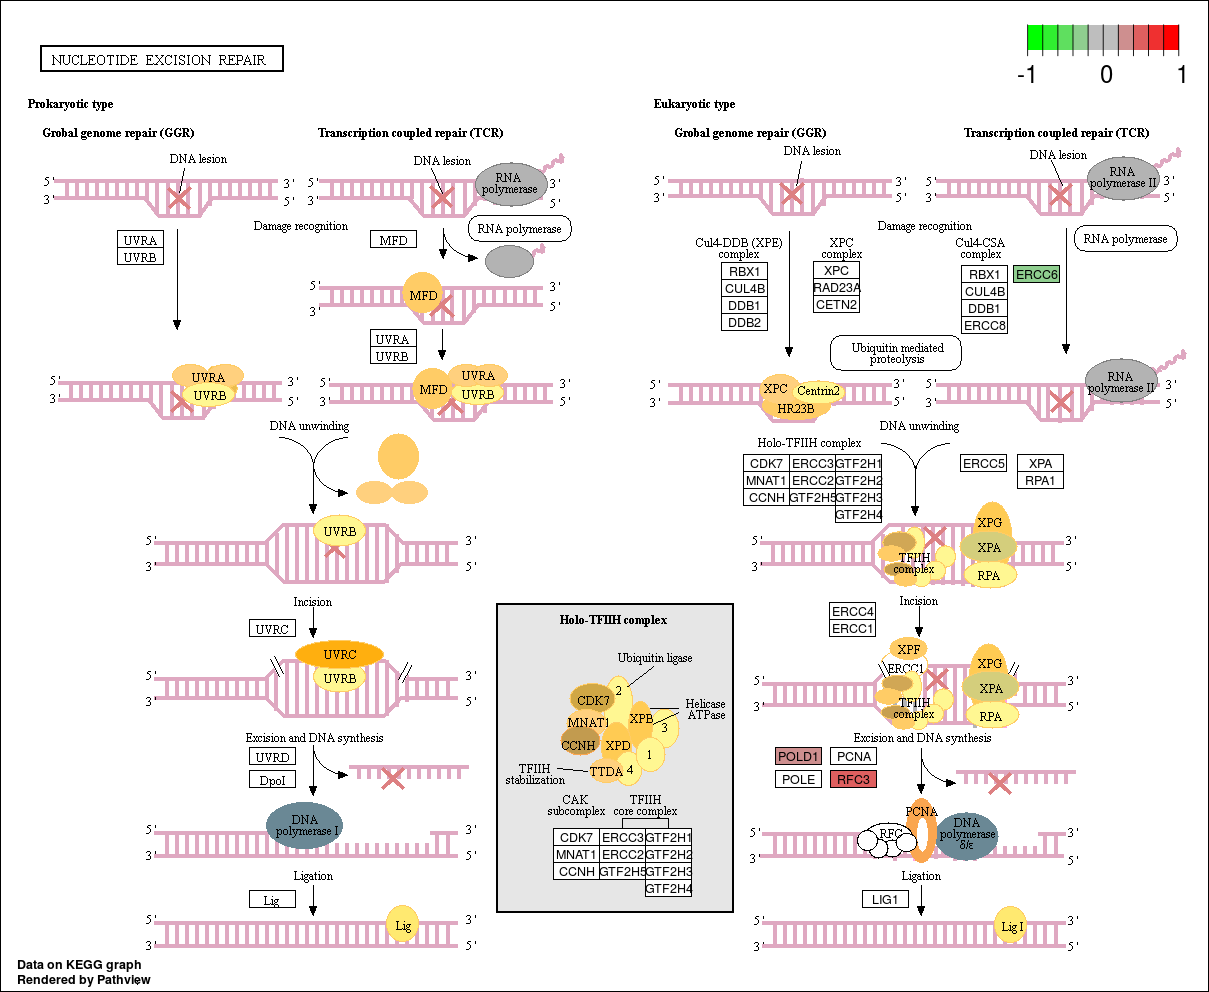 NUCLEOTIDE EXCISION REPAIR
-1 0 1
Prokaryotic type
Eukaryotic type
Grobal genome repair (GGR)
Transcription coupled repair (TCR)
Grobal genome repair (GGR)
Transcription coupled repair (TCR)
DNA lesion
DNA lesion
DNA lesion
DNA lesion
5' 3'
3' 5'
5' 3'
3' 5'
RNA
polymerase
5' 3'
3' 5'
5' 3'
3' 5'
RNA
polymerase II
Damage recognition
Damage recognition
UVRA
UVRB
MFD
RNA polymerase
RNA polymerase
Cul4-DDB (XPE)
complex
RBX1
CUL4B
DDB1
DDB2
XPC
complex
XPC
RAD23A
CETN2
Cul4-CSA
complex
RBX1
CUL4B
DDB1
ERCC8
ERCC6
MFD
5' 3'
3' 5'
UVRA
UVRB
Ubiquitin mediated
proteolysis
5' 3'
3' 5'
UVRA
UVRB
5' 3'
3' 5'
MFD
UVRA
UVRB
5' 3'
3' 5'
XPC
Centrin2
HR23B
5' 3'
3' 5'
RNA
polymerase II
DNA unwinding
DNA unwinding
Holo-TFIIH complex
CDK7 ERCC3 GTF2H1
MNAT1 ERCC2 GTF2H2
CCNH GTF2H5 GTF2H3
GTF2H4
ERCC5
XPA
RPA1
UVRB
5' 3'
3' 5'
XPG
XPA
RPA
TFIIH
complex
5' 3'
3' 5'
Incision
Incision
UVRC
ERCC4
ERCC1
UVRC
UVRB
5' 3'
3' 5'
XPF
ERCC1
XPG
XPA
RPA
TFIIH
complex
5' 3'
3' 5'
Holo-TFIIH complex
Ubiquitin ligase
2
CDK7
MNAT1
CCNH
XPB
XPD
3
1
TTDA
4
Helicase
ATPase
TFIIH
stabilization
CAK
subcomplex
TFIIH
core complex
CDK7 ERCC3 GTF2H1
MNAT1 ERCC2 GTF2H2
CCNH GTF2H5 GTF2H3
GTF2H4
Excision and DNA synthesis
Excision and DNA synthesis
UVRD
DpoI
POLD1 PCNA
POLE RFC3
DNA
polymerase I
5' 3'
3' 5'
RFC
PCNA
DNA
polymerase
δ/ε
5' 3'
3' 5'
Ligation
Ligation
Lig
LIG1
Lig
5' 3'
3' 5'
Lig I
5' 3'
3' 5'
Data on KEGG graph
Rendered by Pathview